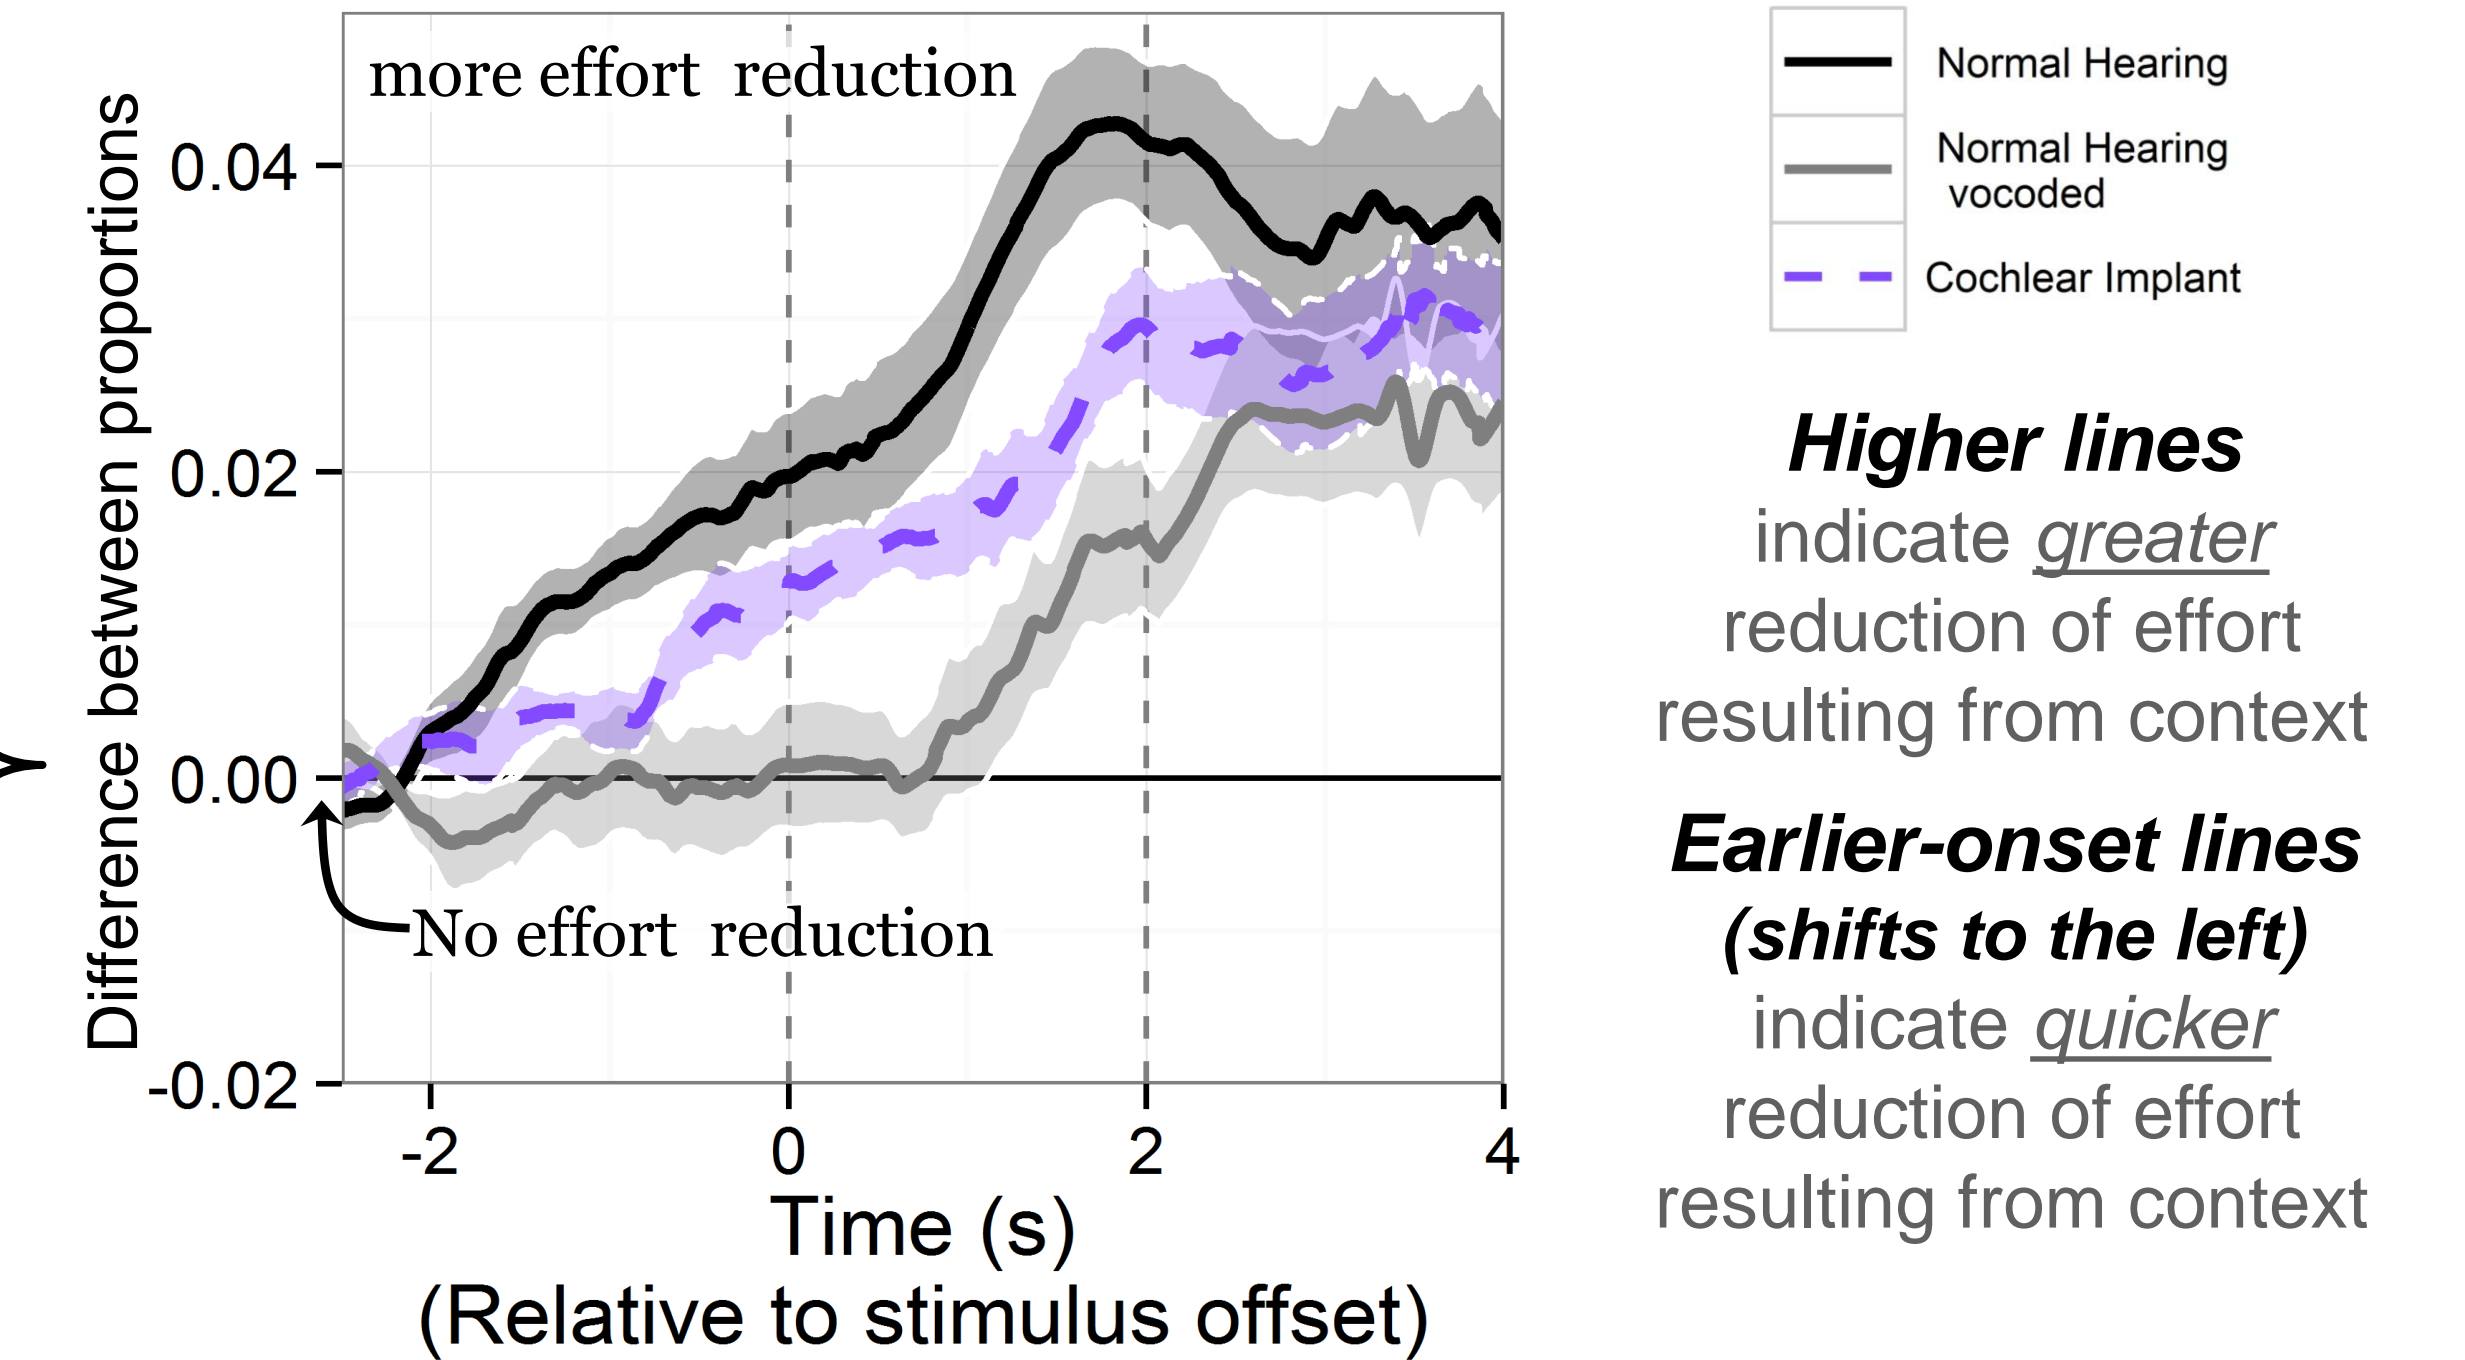 more effort reduction
Difference between proportions
0.04
0.02
0.00
-0.02
No effort reduction
-2
0
2
4
Time (s)
(Relative to stimulus offset)
Normal Hearing
Normal Hearing
vocoded
Cochlear Implant
Higher lines
indicate greater
reduction of effort
resulting from context
Earlier-onset lines
(shifts to the left)
indicate quicker
reduction of effort
resulting from context